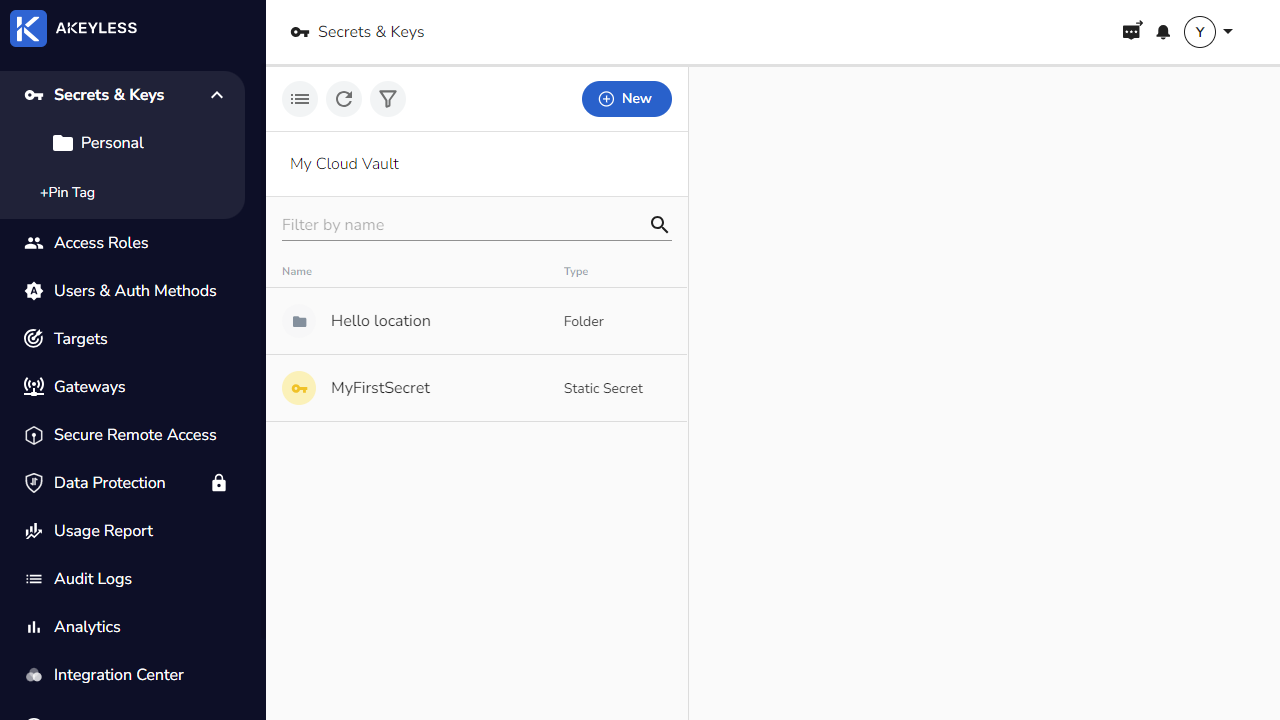 AKEYLESS
Secrets & Keys
Personal
+Pin Tag
Access Roles
Users & Auth Methods
Targets
Gateways
Secure Remote Access
Data Protection
Usage Report
Audit Logs
Analytics
Integration Center
Secrets & Keys
Y
New
My Cloud Vault
Filter by name
Name Type
Hello location Folder
MyFirstSecret Static Secret